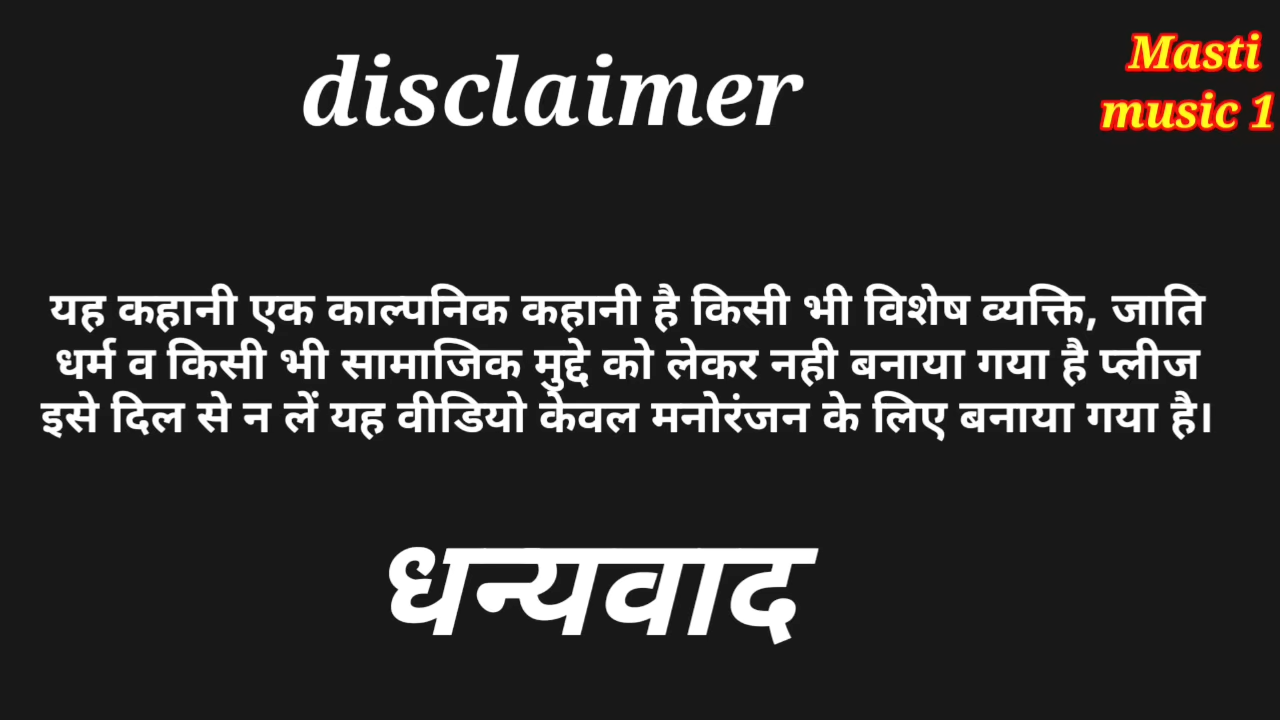 disclaimer
Masti
music 1
यह कहानी एक काल्पनिक कहानी है किसी भी विशेष व्यक्ति, जाति
धर्म व किसी भी सामाजिक मुद्दे को लेकर नही बनाया गया है प्लीज
इसे दिल से न लें यह वीडियो केवल मनोरंजन के लिए बनाया गया है।
धन्यवाद